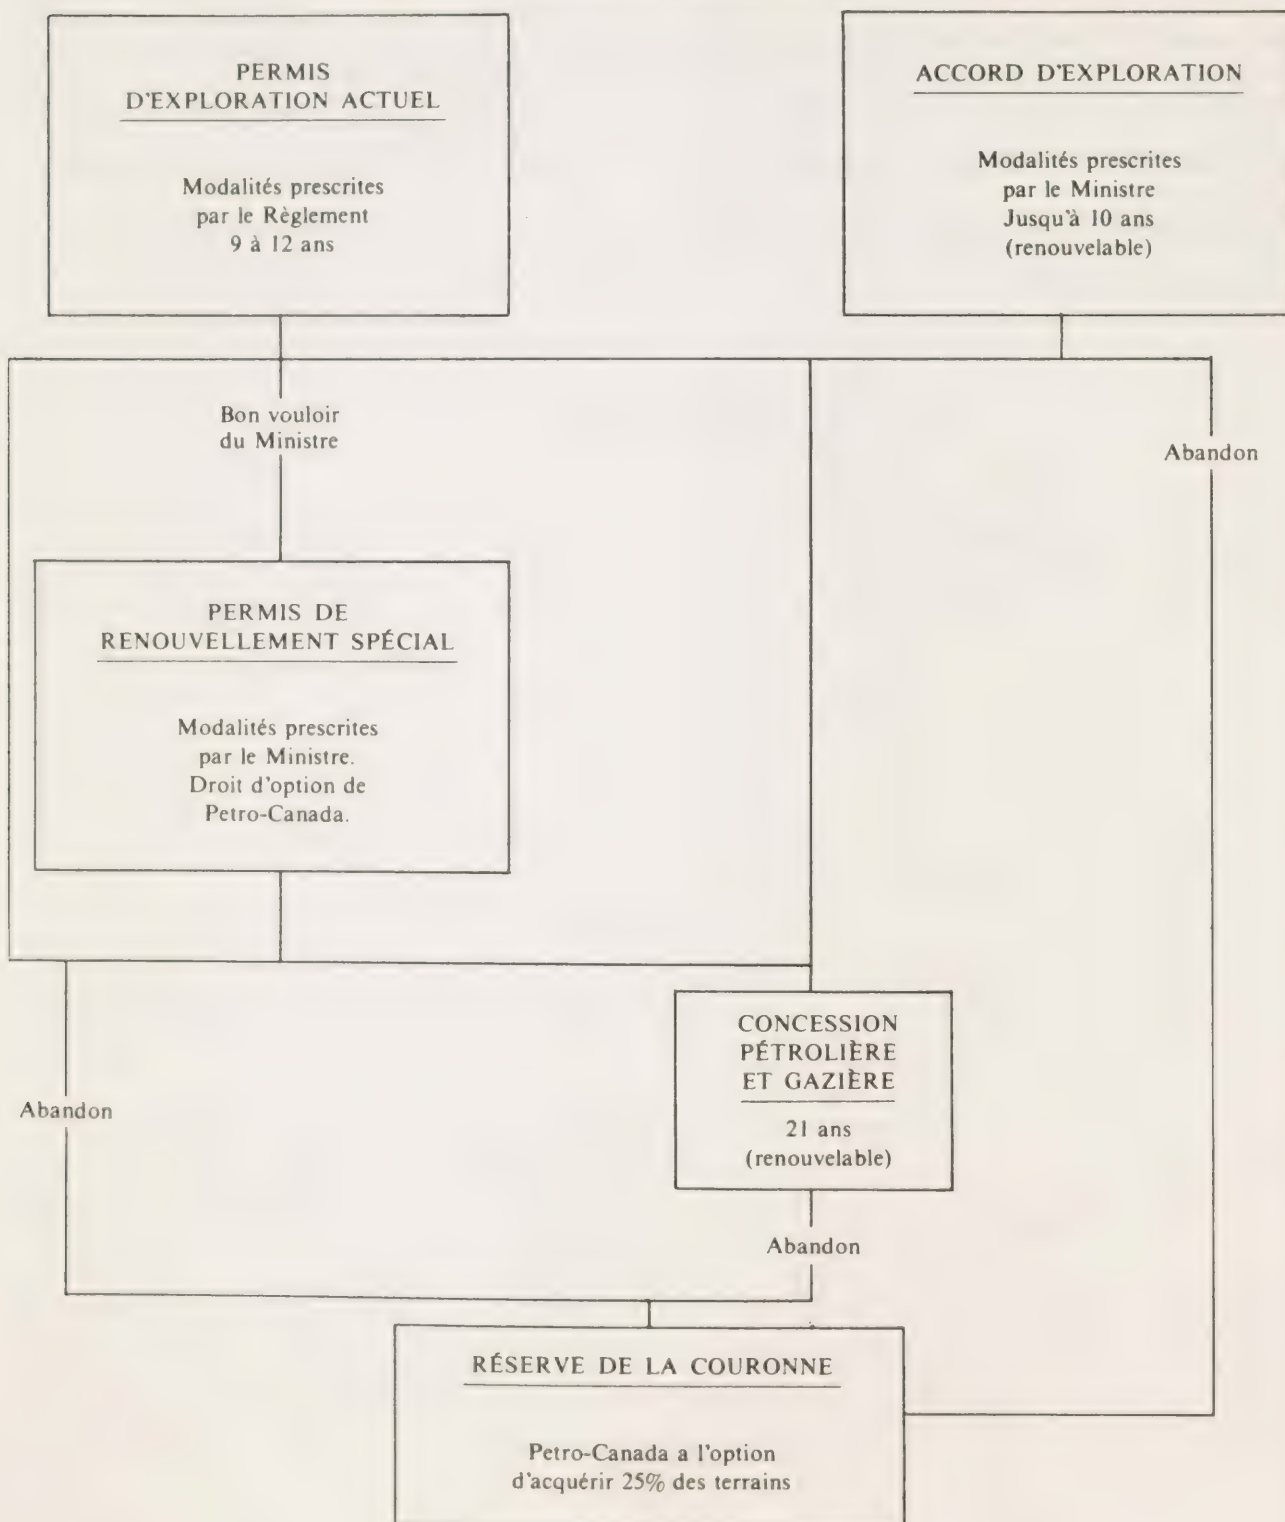 PERMIS
D'EXPLORATION ACTUEL
Modalités prescrites
par le Règlement
9 à 12 ans
ACCORD D'EXPLORATION
Modalités prescrites
par le Ministre
Jusqu'à 10 ans
(renouvelable)
Bon vouloir
du Ministre
Abandon
PERMIS DE
RENOUVELLEMENT SPÉCIAL
Modalités prescrites
par le Ministre.
Droit d'option de
Petro-Canada.
CONCESSION
PÉTROLIÈRE
ET GAZIÈRE
21 ans
(renouvelable)
Abandon
Abandon
RÉSERVE DE LA COURONNE
Petro-Canada a l'option
d'acquérir 25% des terrains